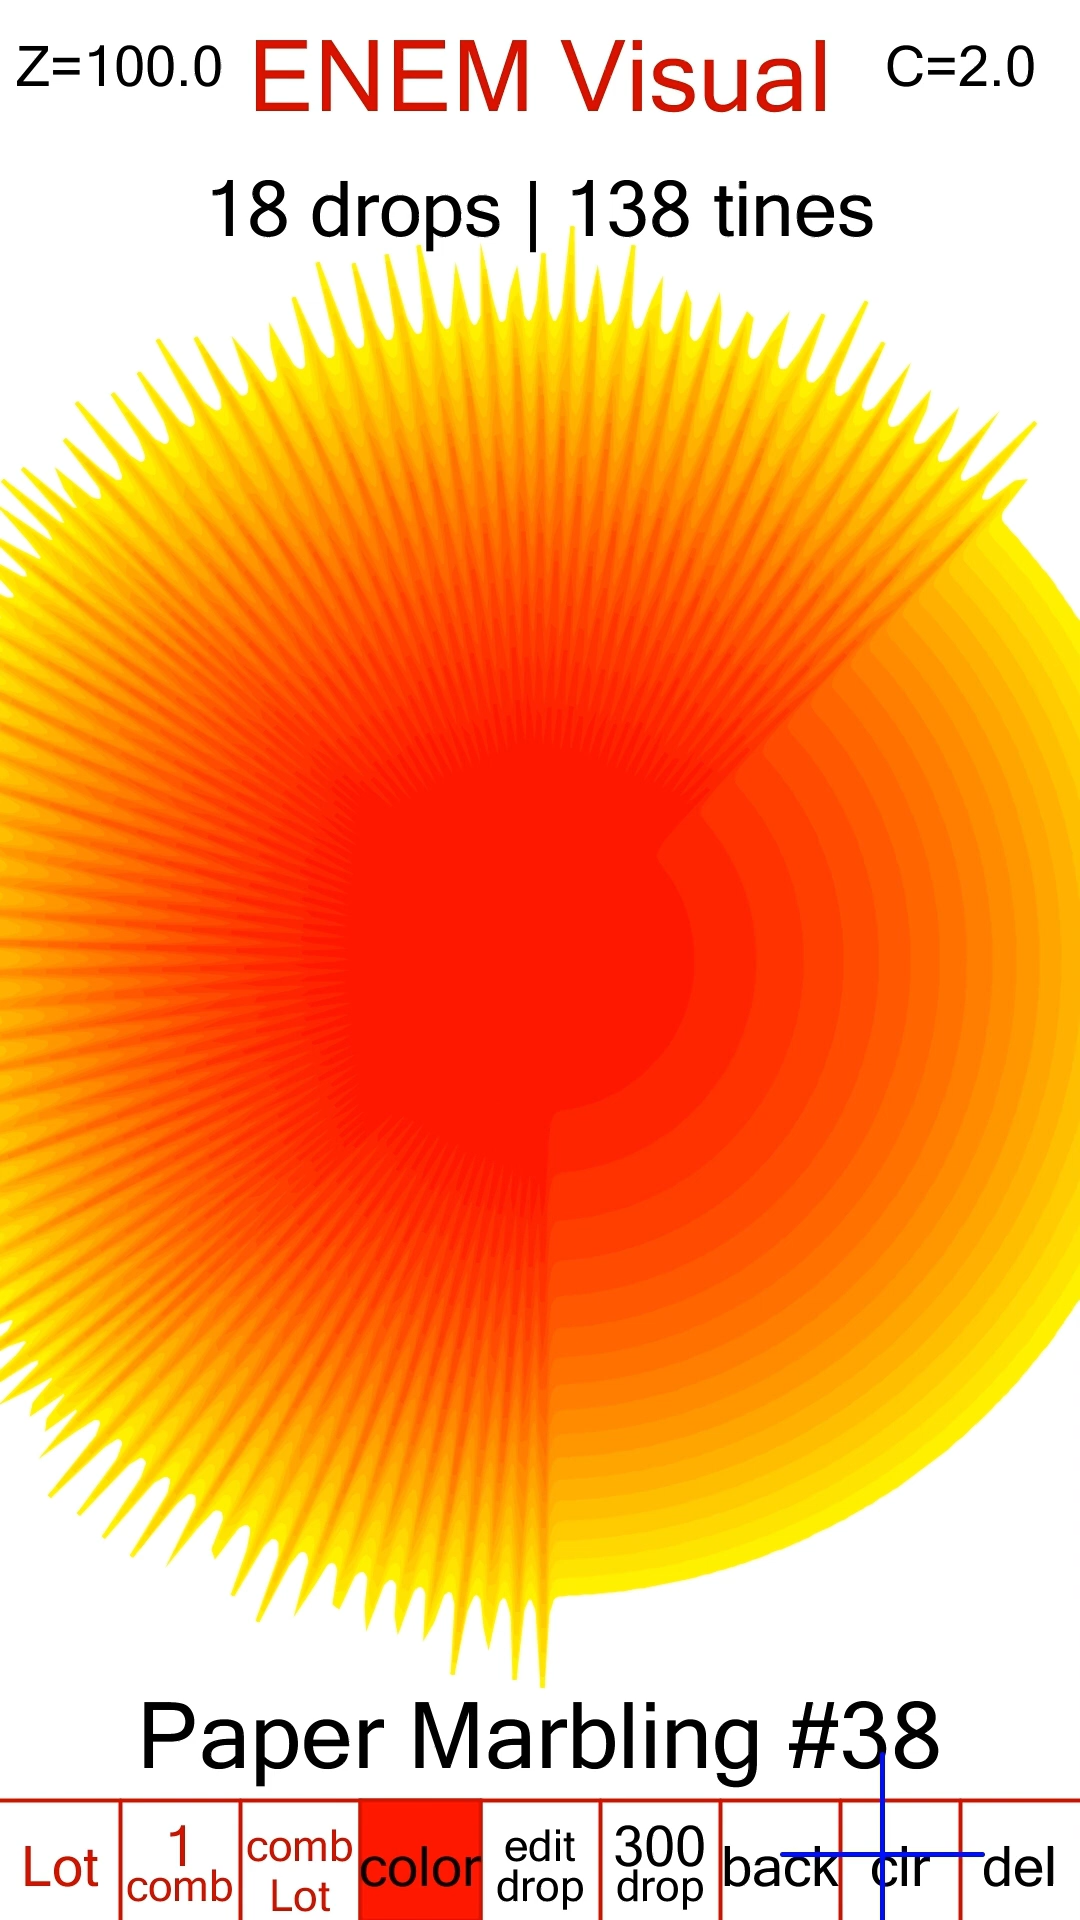 Z=100.0 ENEM Visual C=2.0
18 drops | 138 tines
Paper Marbling #38
Lot
1
comb
comb
Lot
color
edit
drop
300
drop
back
clr
del